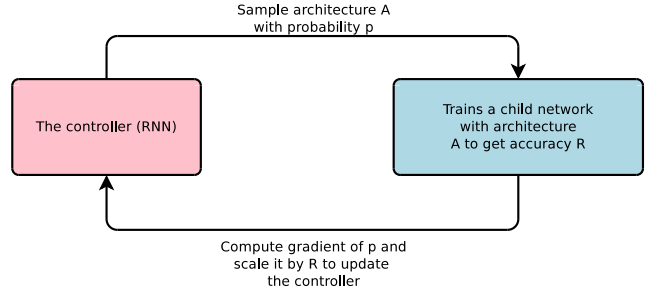 Sample architecture A
with probability p
The controller (RNN)
Trains a child network
with architecture
A to get accuracy R
Compute gradient of p and
scale it by R to update
the controller